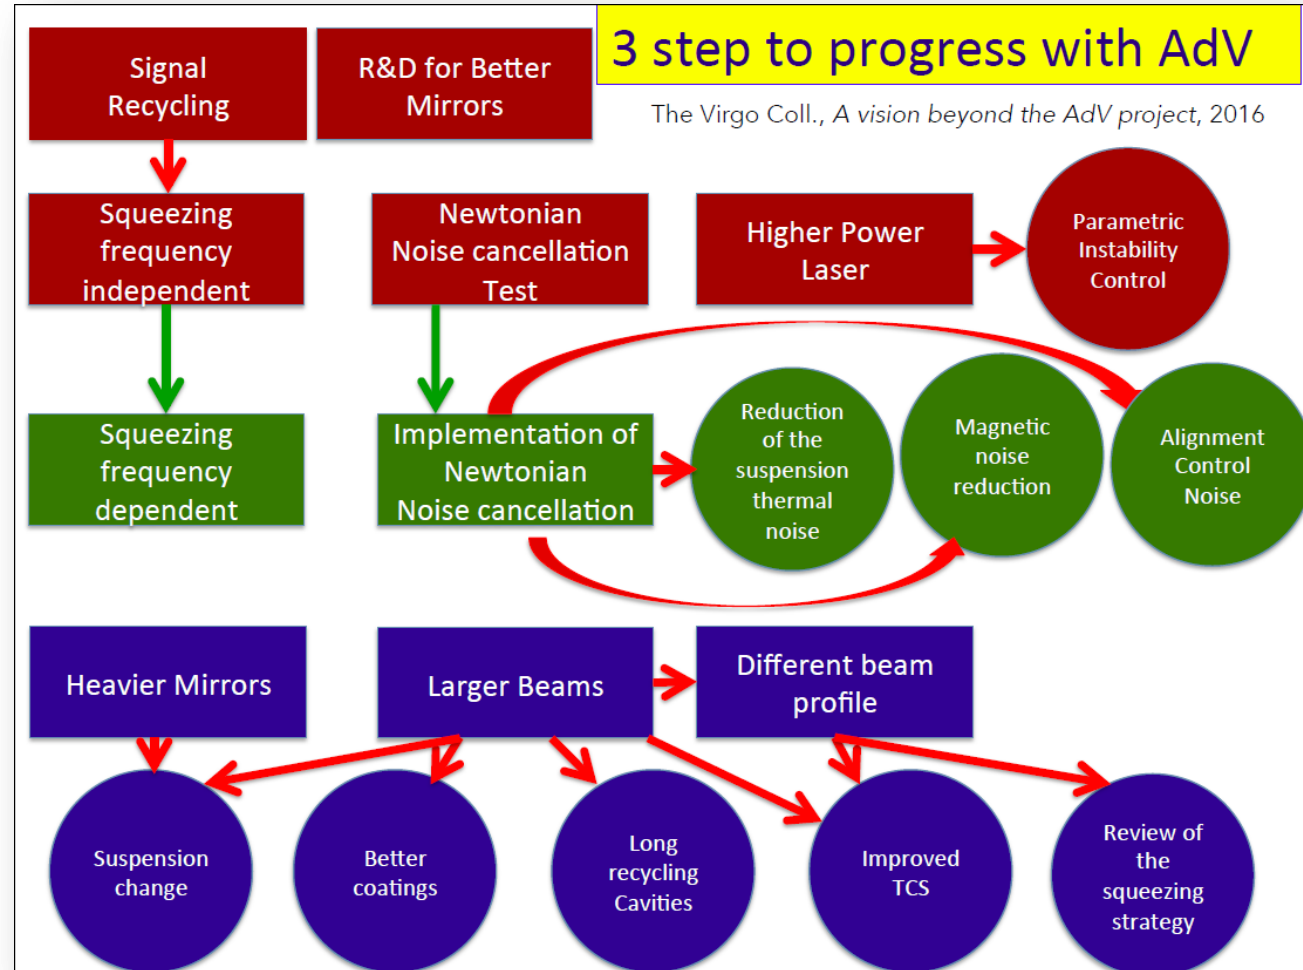 3 step to progress with AdV
The Virgo Coll., A vision beyond the AdV project, 2016
Signal
Recycling
R&D for Better
Mirrors
Squeezing
frequency
independent
Newtonian
Noise cancellation
Test
Higher Power
Laser
Parametric
Instability
Control
Squeezing
frequency
dependent
Implementation of
Newtonian
Noise cancellation
Reduction
of the
suspension
thermal
noise
Magnetic
noise
reduction
Alignment
Control
Noise
Heavier Mirrors
Larger Beams
Different beam
profile
Suspension
change
Better
coatings
Long
recycling
Cavities
Improved
TCS
Review of
the
squeezing
strategy